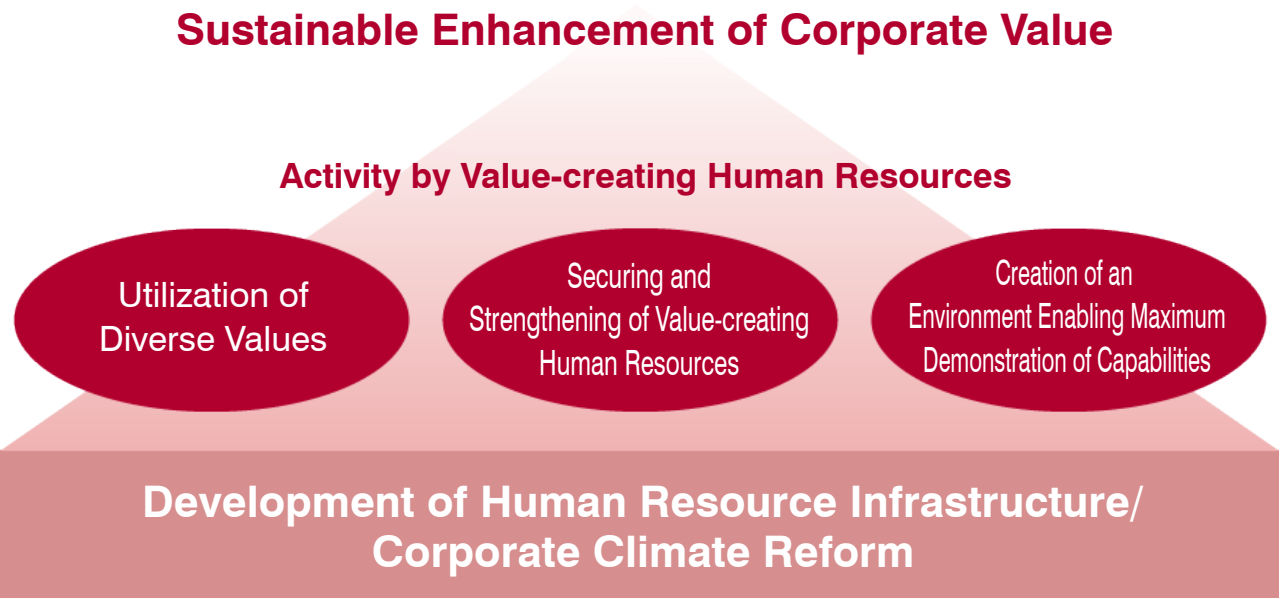 Sustainable Enhancement of Corporate Value
Activity by Value-creating Human Resources
Utilization of
Diverse Values
Securing and
Strengthening of Value-creating
Human Resources
Creation of an
Environment Enabling Maximum
Demonstration of Capabilities
Development of Human Resource Infrastructure/
Corporate Climate Reform